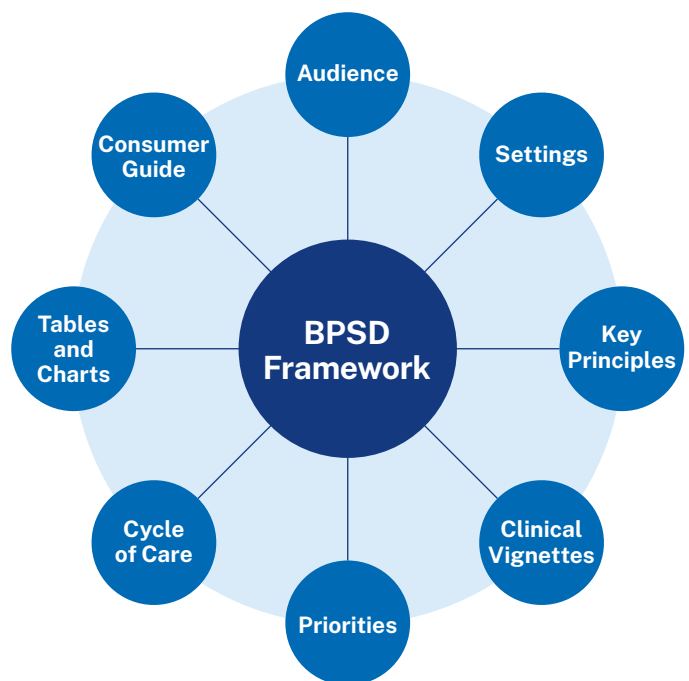 Audience
Settings
Key
Principles
Clinical
Vignettes
Priorities
Cycle
of Care
Tables
and
Charts
Consumer
Guide
BPSD
Framework